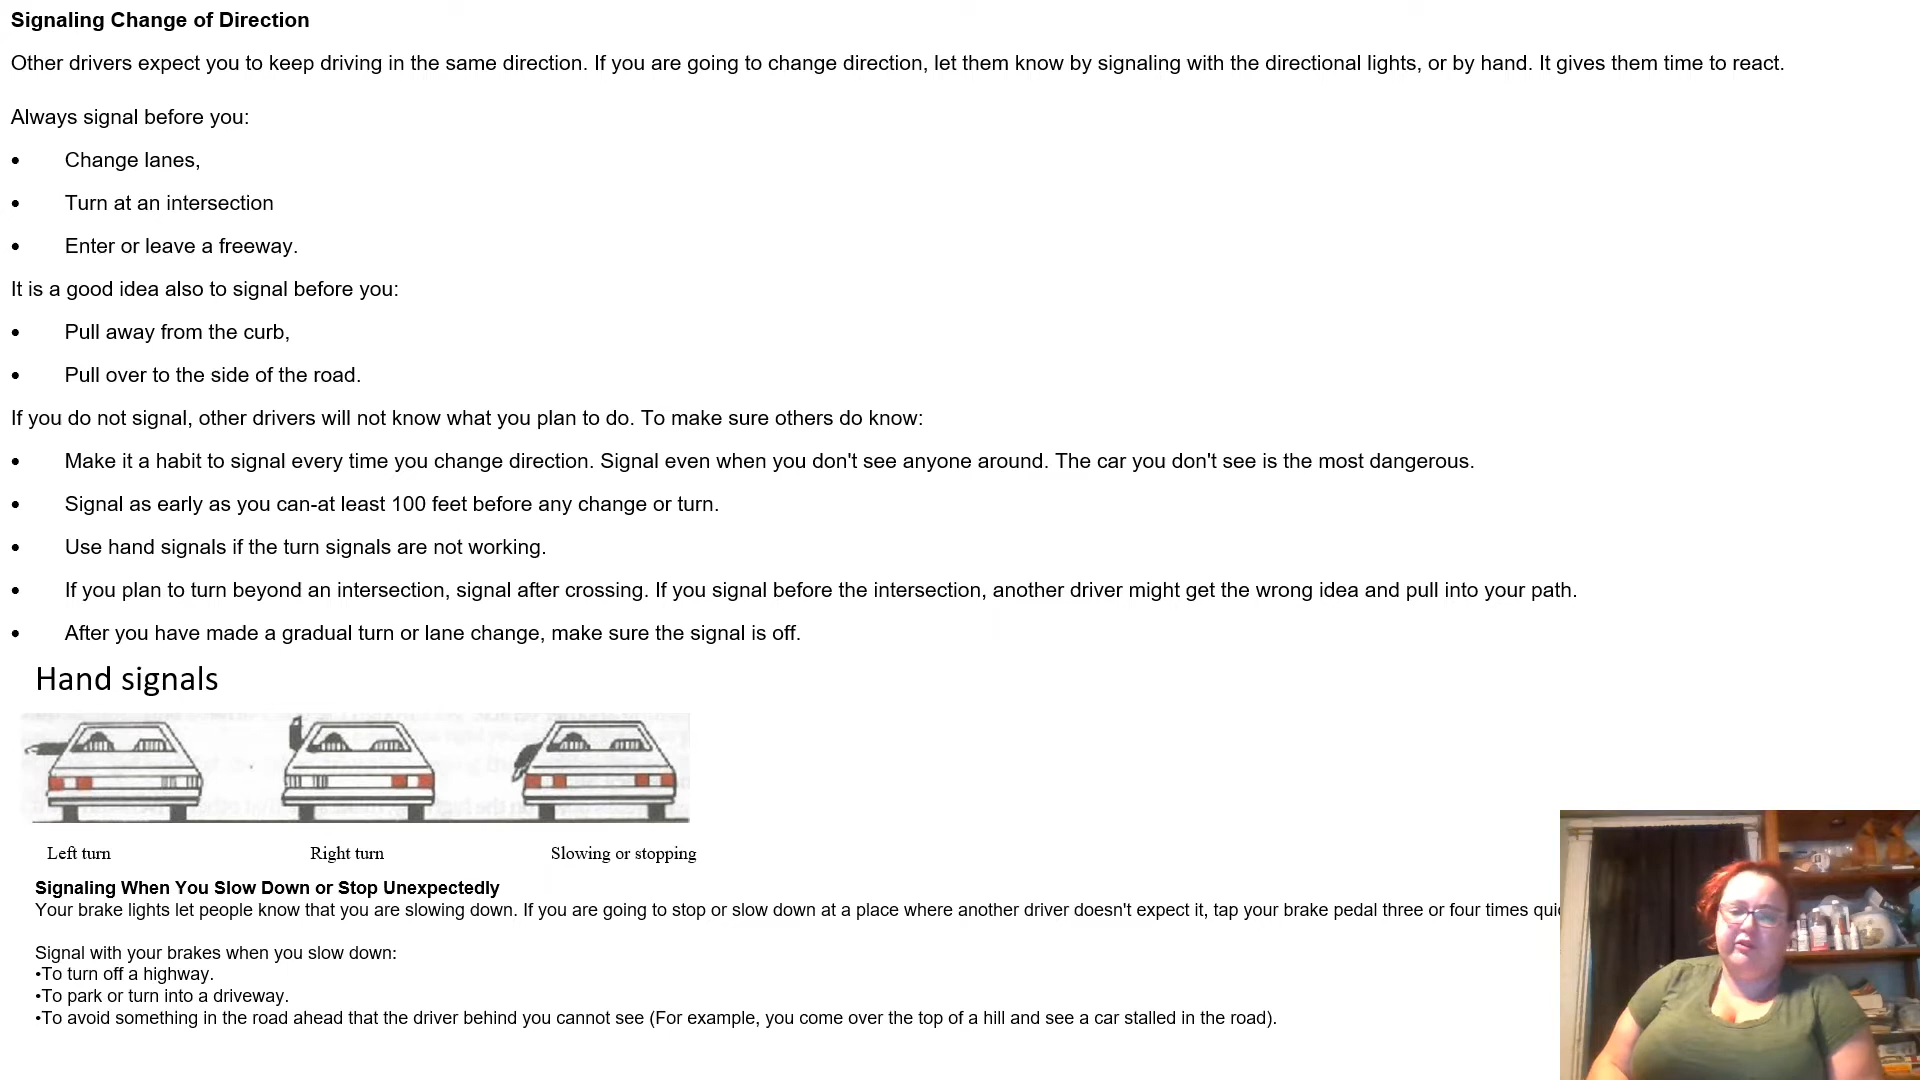 Signaling Change of Direction
Other drivers expect you to keep driving in the same direction. If you are going to change direction, let them know by signaling with the directional lights, or by hand. It gives them time to react.
Always signal before you:
• Change lanes,
• Turn at an intersection
• Enter or leave a freeway.
It is a good idea also to signal before you:
• Pull away from the curb,
• Pull over to the side of the road.
If you do not signal, other drivers will not know what you plan to do. To make sure others do know:
• Make it a habit to signal every time you change direction. Signal even when you don't see anyone around. The car you don't see is the most dangerous.
• Signal as early as you can-at least 100 feet before any change or turn.
• Use hand signals if the turn signals are not working.
• If you plan to turn beyond an intersection, signal after crossing. If you signal before the intersection, another driver might get the wrong idea and pull into your path.
• After you have made a gradual turn or lane change, make sure the signal is off.
Hand signals
Left turn Right turn Slowing or stopping
Signaling When You Slow Down or Stop Unexpectedly
Your brake lights let people know that you are slowing down. If you are going to stop or slow down at a place where another driver doesn't expect it, tap your brake pedal three or four times
Signal with your brakes when you slow down:
•To turn off a highway.
•To park or turn into a driveway.
•To avoid something in the road ahead that the driver behind you cannot see (For example, you come over the top of a hill and see a car stalled in the road).